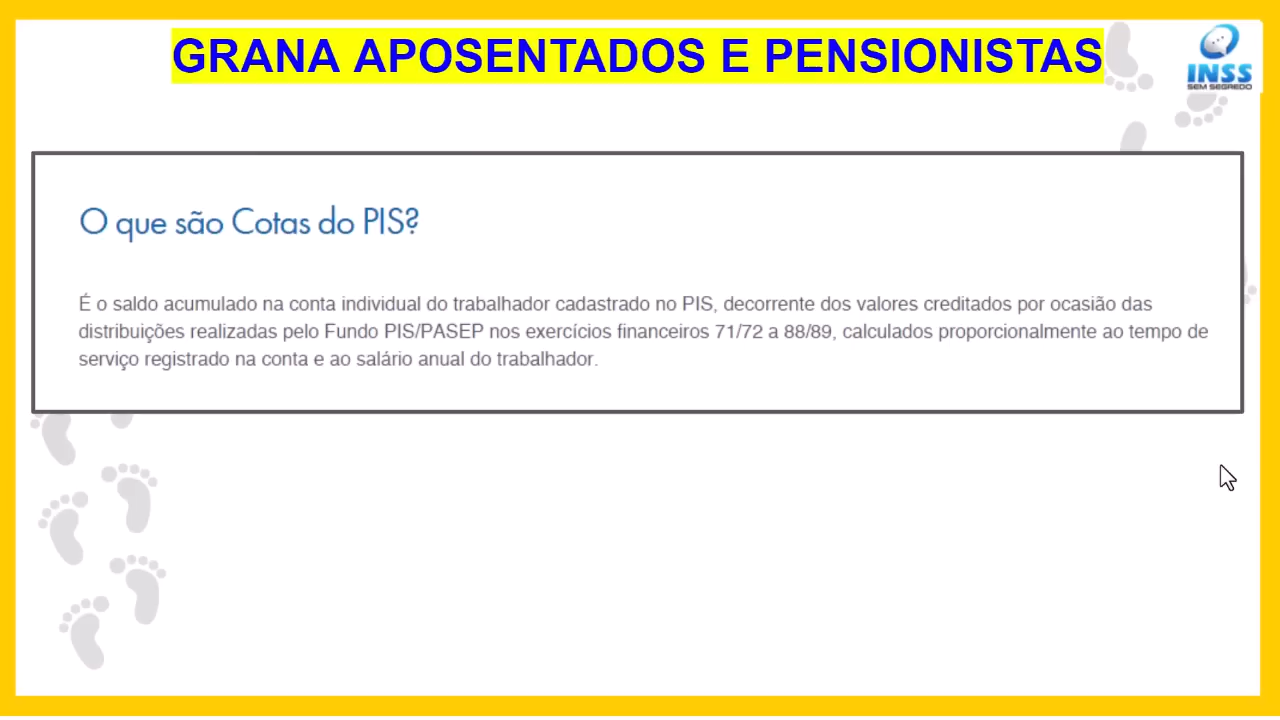 GRANA APOSENTADOS E PENSIONISTAS
INSS
SEM SEGREDO
O que são Cotas do PIS?
É o saldo acumulado na conta individual do trabalhador cadastrado no PIS, decorrente dos valores creditados por ocasião das
distribuições realizadas pelo Fundo PIS/PASEP nos exercícios financeiros 71/72 a 88/89, calculados proporcionalmente ao tempo de
serviço registrado na conta e ao salário anual do trabalhador.